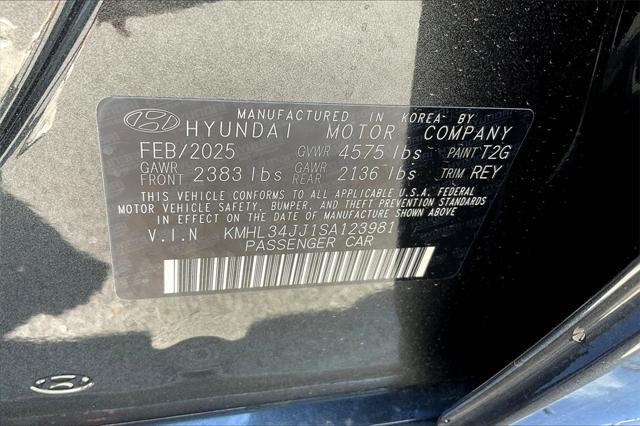 MANUFACTURED IN KOREA BY
HYUNDAI MOTOR COMPANY
FEB/2025 GVWR 4575 lbs PAINT T2G
GAWR FRONT 2383 lbs GAWR REAR 2136 lbs TRIM REY
THIS VEHICLE CONFORMS TO ALL APPLICABLE U.S.A. FEDERAL
MOTOR VEHICLE SAFETY, BUMPER, AND THEFT PREVENTION STANDARDS
IN EFFECT ON THE DATE OF MANUFACTURE SHOWN ABOVE
V.I.N KMHL34JJ1SA123981
PASSENGER CAR